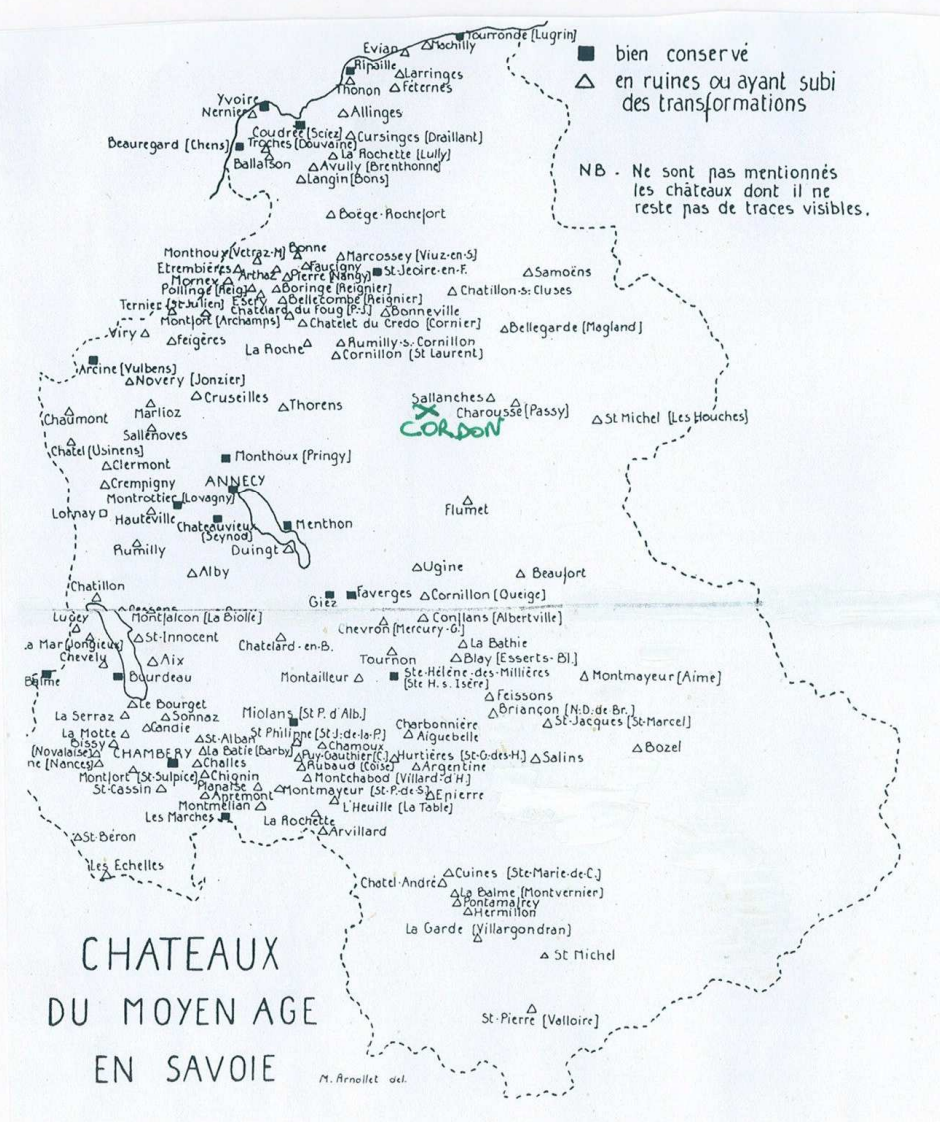 Tourronde [Lugrin]
Evian
Machilly
bien conservé
Ripaille
Larringes
en ruines ou ayant subi
des transformations
Thonon
Féternes
Yvoire
Nernier
Allinges
Coudrée [Sciez]
Cursinges [Draillant]
Beauregard [Chens]
Troches [Douvaine]
Ballaison
La Rochette [Lully]
Avully [Brenthonne]
Langin [Bons]
NB . Ne sont pas mentionnés
les châteaux dont il ne
reste pas de traces visibles.
Boëge-Rochefort
Monthoux [Vetraz-M]
Bonne
Marcossey [Viuz-en-S]
Etrembières
Arthaz
Faucigny
St-Jeoire-en-F.
Samoëns
Mornex
Pierre [Nangy]
Pollinge [Reig]
Boringe [Reignier]
Chatillon-s-Cluses
Ternier [St Julien]
Esery
Bellecombe [Reignier]
Chatelard du Foug [P-J]
Bonneville
Montfort [Archamps]
Chatelet du Credo [Cornier]
Bellegarde [Magland]
Viry
Feigères
La Roche
Rumilly-s-Cornillon
Cornillon [St Laurent]
Arcine [Vulbens]
Novery [Jonzier]
Cruseilles
Thorens
Sallanches
Chaumont
Marlioz
Charousse [Passy]
St Michel [Les Houches]
CORDON
Sallenoves
Chatel [Usinens]
Clermont
Monthoux [Pringy]
Crempigny
ANNECY
Montrottier [Lovagny]
Lornay
Hauteville
Chateauvieux
[Seynod]
Menthon
Flumet
Rumilly
Duingt
Alby
Ugine
Beaufort
Chatillon
Giez
Faverges
Cornillon [Queige]
Lucey
Montfalcon [La Biolle]
Conflans [Albertville]
Chevron [Mercury-G.]
St-Innocent
Chatelard-en-B.
La Bathie
a Mar [Jongieux]
Chevely
Aix
Tournon
Blay [Esserts-Bl.]
Balme
Bourdeau
Montailleur
Ste-Hélène-des-Millières
[Ste H. s. Isère]
Montmayeur [Aime]
Feissons
Le Bourget
La Serraz
Sonnaz
Miolans [St P. d'Alb.]
Briançon [N.D. de Br.]
St-Jacques [St-Marcel]
Candie
Charbonnière
Aiguebelle
La Motte
St-Alban
St Philippe [St-J-de-la-P]
Bissy
Chamoux
Bozel
[Novalaise]
CHAMBERY
La Batie [Barby]
Puy-Gauthier [C.]
Hurtières [St-G-des-H.]
Salins
ne [Nances]
Challes
Rubaud [Coise]
Argentine
Montfort [St-Sulpice]
Chignin
Montchabod [Villard-d'H]
St-Cassin
Planaise
Montmayeur [St-P-de-S]
Epierre
Apremont
Montmélian
L'Heuille [La Table]
Les Marches
La Rochette
Arvillard
St-Béron
Les Echelles
Cuines [Ste-Marie-de-C.]
Chatel-André
La Balme [Montvernier]
Pontamafrey
Hermillon
La Garde [Villargondran]
St Michel
St-Pierre [Valloire]
CHATEAUX
DU MOYEN AGE
EN SAVOIE
M. Arnollet del.